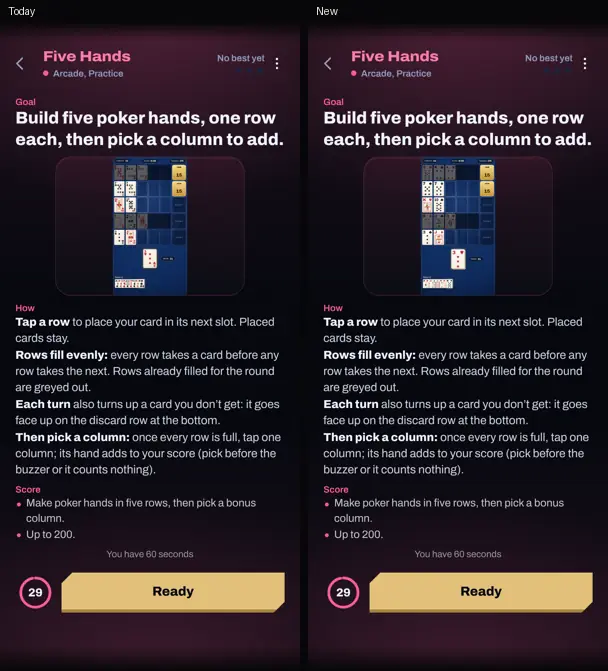 Today
Five Hands
No best yet
Arcade, Practice
Goal
Build five poker hands, one row
each, then pick a column to add.
How
Tap a row to place your card in its next slot. Placed
cards stay.
Rows fill evenly: every row takes a card before any
row takes the next. Rows already filled for the round
are greyed out.
Each turn also turns up a card you don't get: it goes
face up on the discard row at the bottom.
Then pick a column: once every row is full, tap one
column; its hand adds to your score (pick before the
buzzer or it counts nothing).
Score
Make poker hands in five rows, then pick a bonus
column.
Up to 200.
You have 60 seconds
29
Ready
New
Five Hands
No best yet
Arcade, Practice
Goal
Build five poker hands, one row
each, then pick a column to add.
How
Tap a row to place your card in its next slot. Placed
cards stay.
Rows fill evenly: every row takes a card before any
row takes the next. Rows already filled for the round
are greyed out.
Each turn also turns up a card you don't get: it goes
face up on the discard row at the bottom.
Then pick a column: once every row is full, tap one
column; its hand adds to your score (pick before the
buzzer or it counts nothing).
Score
Make poker hands in five rows, then pick a bonus
column.
Up to 200.
You have 60 seconds
29
Ready